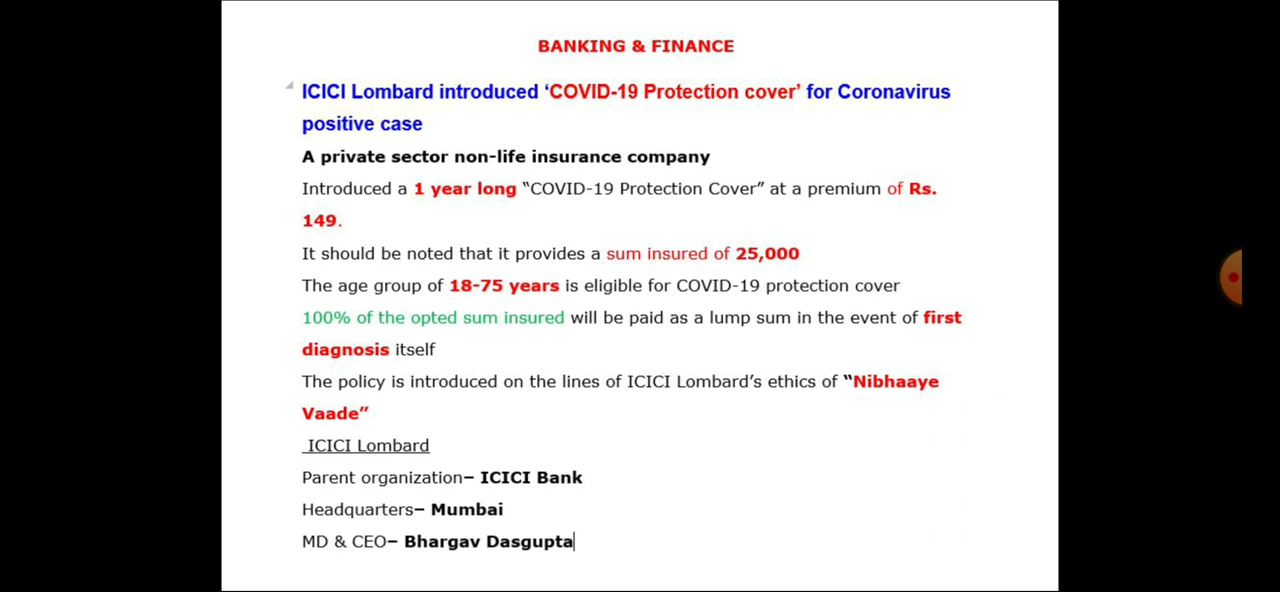 BANKING & FINANCE
ICICI Lombard introduced ‘COVID-19 Protection cover’ for Coronavirus
positive case
A private sector non-life insurance company
Introduced a 1 year long “COVID-19 Protection Cover” at a premium of Rs.
149.
It should be noted that it provides a sum insured of 25,000
The age group of 18-75 years is eligible for COVID-19 protection cover
100% of the opted sum insured will be paid as a lump sum in the event of first
diagnosis itself
The policy is introduced on the lines of ICICI Lombard’s ethics of “Nibhaaye
Vaade”
ICICI Lombard
Parent organization– ICICI Bank
Headquarters– Mumbai
MD & CEO– Bhargav Dasgupta